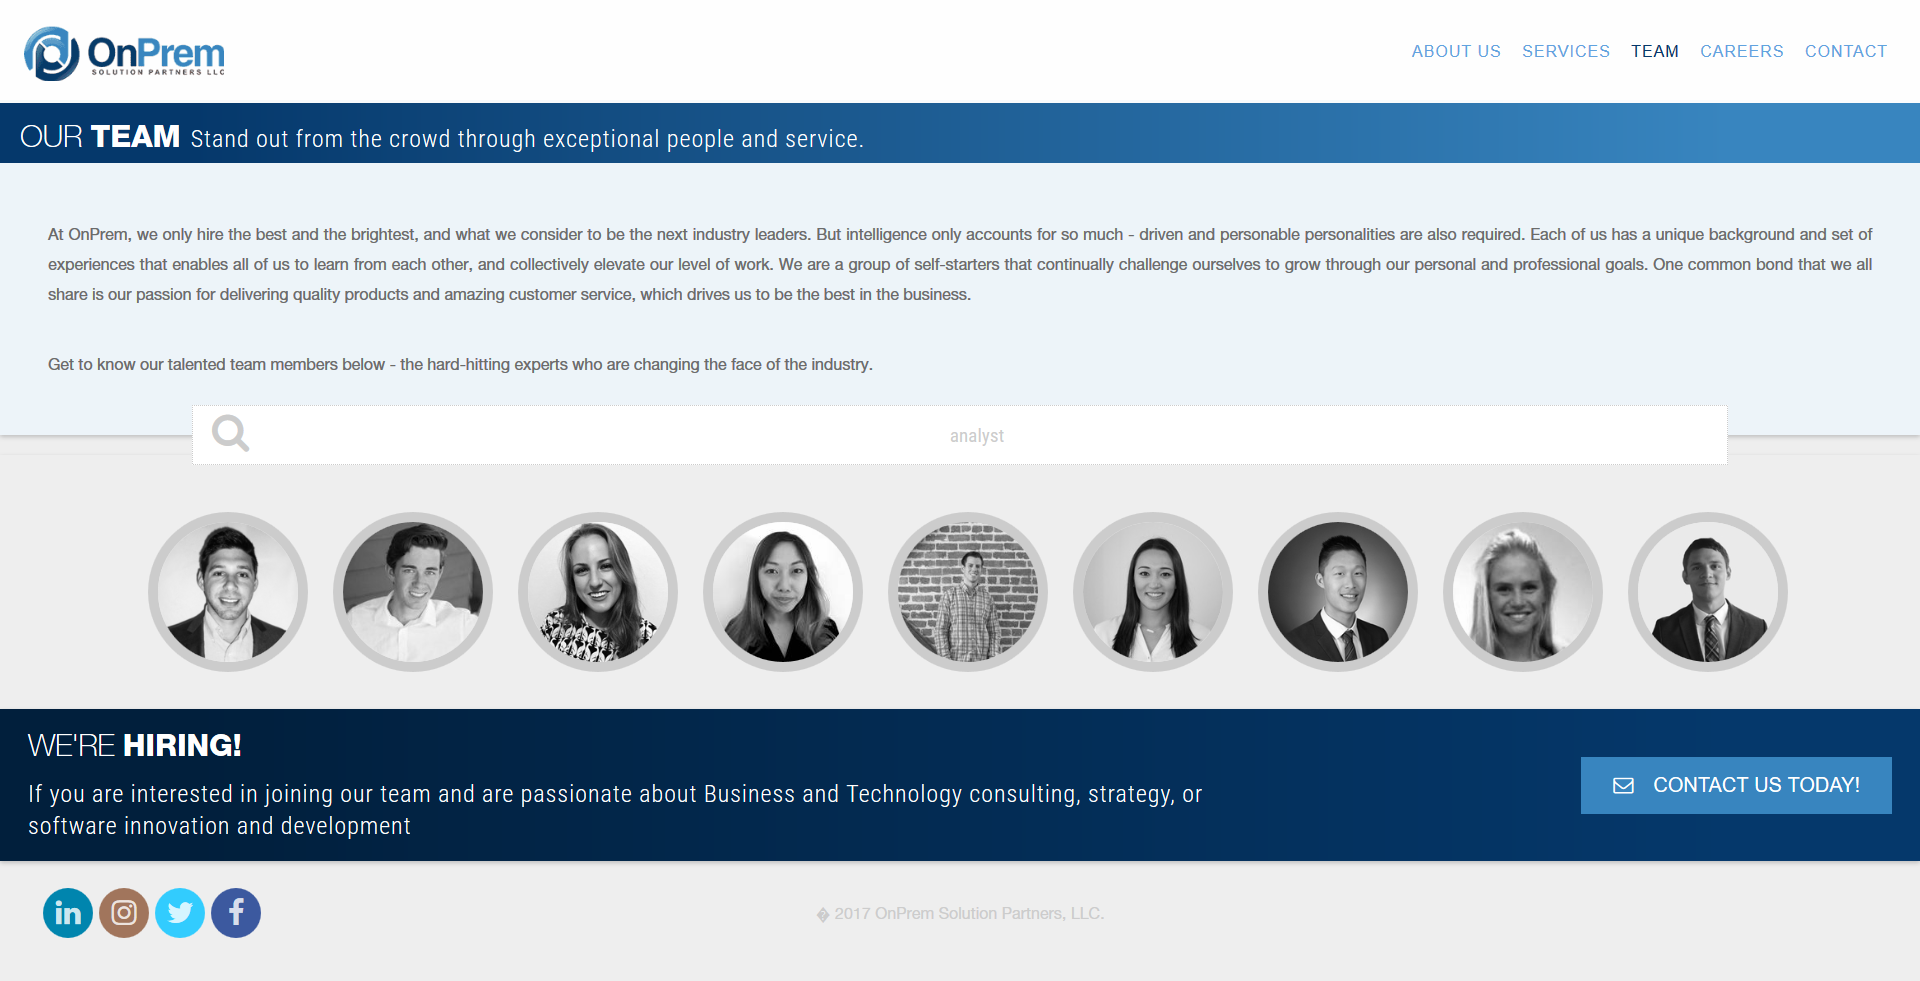 OnPrem
SOLUTION PARTNERS LLC
ABOUT US SERVICES TEAM CAREERS CONTACT
OUR TEAM Stand out from the crowd through exceptional people and service.
At OnPrem, we only hire the best and the brightest, and what we consider to be the next industry leaders. But intelligence only accounts for so much - driven and personable personalities are also required. Each of us has a unique background and set of
experiences that enables all of us to learn from each other, and collectively elevate our level of work. We are a group of self-starters that continually challenge ourselves to grow through our personal and professional goals. One common bond that we all
share is our passion for delivering quality products and amazing customer service, which drives us to be the best in the business.
Get to know our talented team members below - the hard-hitting experts who are changing the face of the industry.
analyst
WE'RE HIRING!
If you are interested in joining our team and are passionate about Business and Technology consulting, strategy, or
software innovation and development
CONTACT US TODAY!
� 2017 OnPrem Solution Partners, LLC.